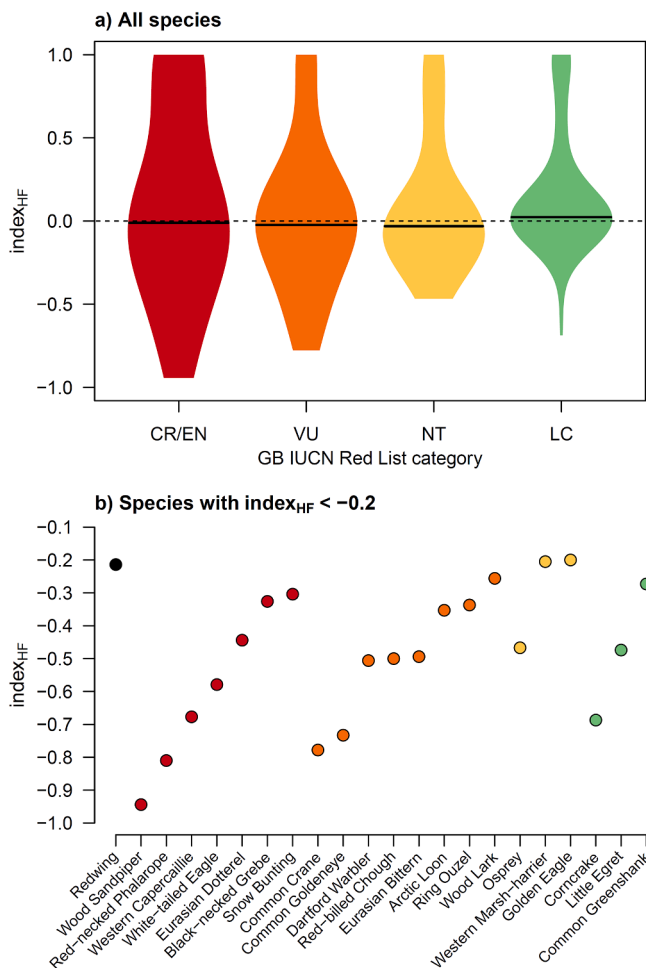 a) All species
1.0
0.5
0.0
−0.5
−1.0
indexHF
CR/EN VU NT LC
GB IUCN Red List category
b) Species with indexHF < −0.2
−0.1
−0.2
−0.3
−0.4
−0.5
−0.6
−0.7
−0.8
−0.9
−1.0
indexHF
Redwing
Wood Sandpiper
Red−necked Phalarope
Western Capercaillie
White−tailed Eagle
Eurasian Dotterel
Black−necked Grebe
Snow Bunting
Common Crane
Common Goldeneye
Dartford Warbler
Red−billed Chough
Eurasian Bittern
Arctic Loon
Ring Ouzel
Wood Lark
Osprey
Western Marsh−harrier
Golden Eagle
Corncrake
Little Egret
Common Greenshank